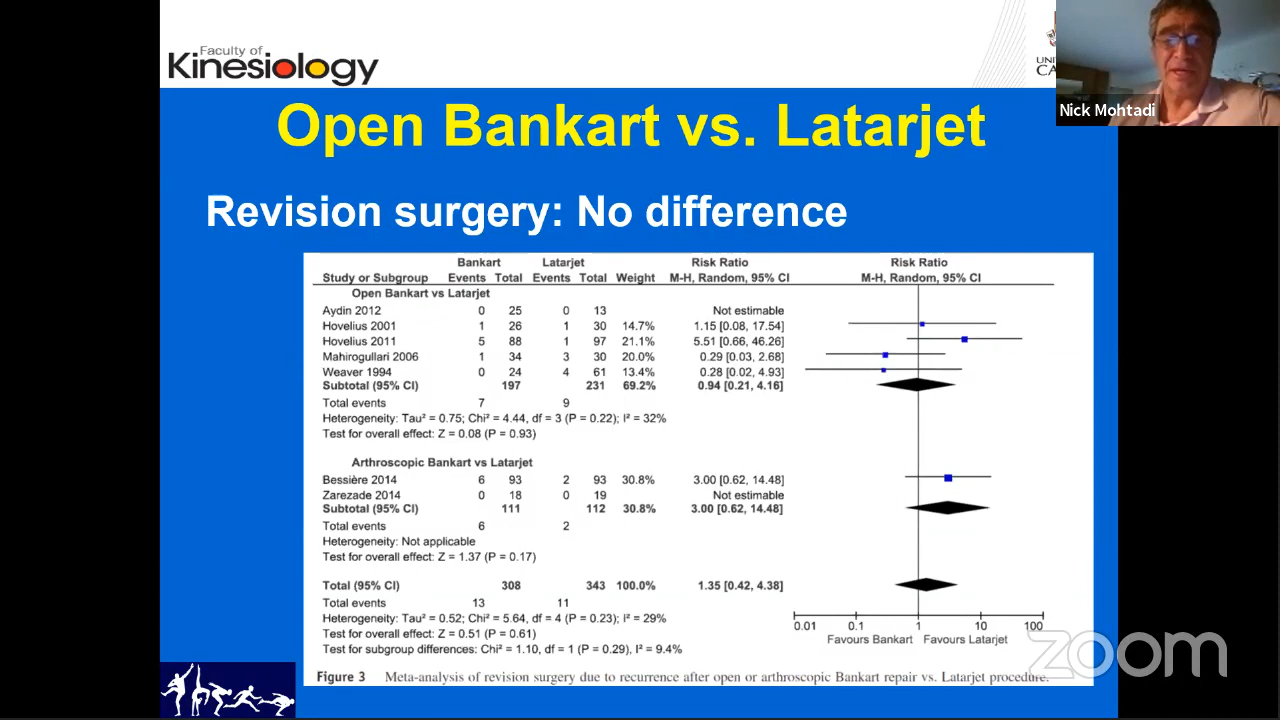 Faculty of
Kinesiology
UNI
CA
Nick Mohtadi
Open Bankart vs. Latarjet
Revision surgery: No difference
Bankart Latarjet Risk Ratio Risk Ratio
Study or Subgroup Events Total Events Total Weight M-H, Random, 95% CI M-H, Random, 95% CI
Open Bankart vs Latarjet
Aydin 2012 0 25 0 13 Not estimable
Hovelius 2001 1 26 1 30 14.7% 1.15 [0.08, 17.54]
Hovelius 2011 5 88 1 97 21.1% 5.51 [0.66, 46.26]
Mahirogullari 2006 1 34 3 30 20.0% 0.29 [0.03, 2.68]
Weaver 1994 0 24 4 61 13.4% 0.28 [0.02, 4.93]
Subtotal (95% CI) 197 231 69.2% 0.94 [0.21, 4.16]
Total events 7 9
Heterogeneity: Tau² = 0.75; Chi² = 4.44, df = 3 (P = 0.22); I² = 32%
Test for overall effect: Z = 0.08 (P = 0.93)
Arthroscopic Bankart vs Latarjet
Bessière 2014 6 93 2 93 30.8% 3.00 [0.62, 14.48]
Zarezade 2014 0 18 0 19 Not estimable
Subtotal (95% CI) 111 112 30.8% 3.00 [0.62, 14.48]
Total events 6 2
Heterogeneity: Not applicable
Test for overall effect: Z = 1.37 (P = 0.17)
Total (95% CI) 308 343 100.0% 1.35 [0.42, 4.38]
Total events 13 11
Heterogeneity: Tau² = 0.52; Chi² = 5.64, df = 4 (P = 0.23); I² = 29%
Test for overall effect: Z = 0.51 (P = 0.61)
Test for subgroup differences: Chi² = 1.10, df = 1 (P = 0.29), I² = 9.4%
0.01 0.1 1 10 100
Favours Bankart Favours Latarjet
zoom
Figure 3 Meta-analysis of revision surgery due to recurrence after open or arthroscopic Bankart repair vs. Latarjet procedure.